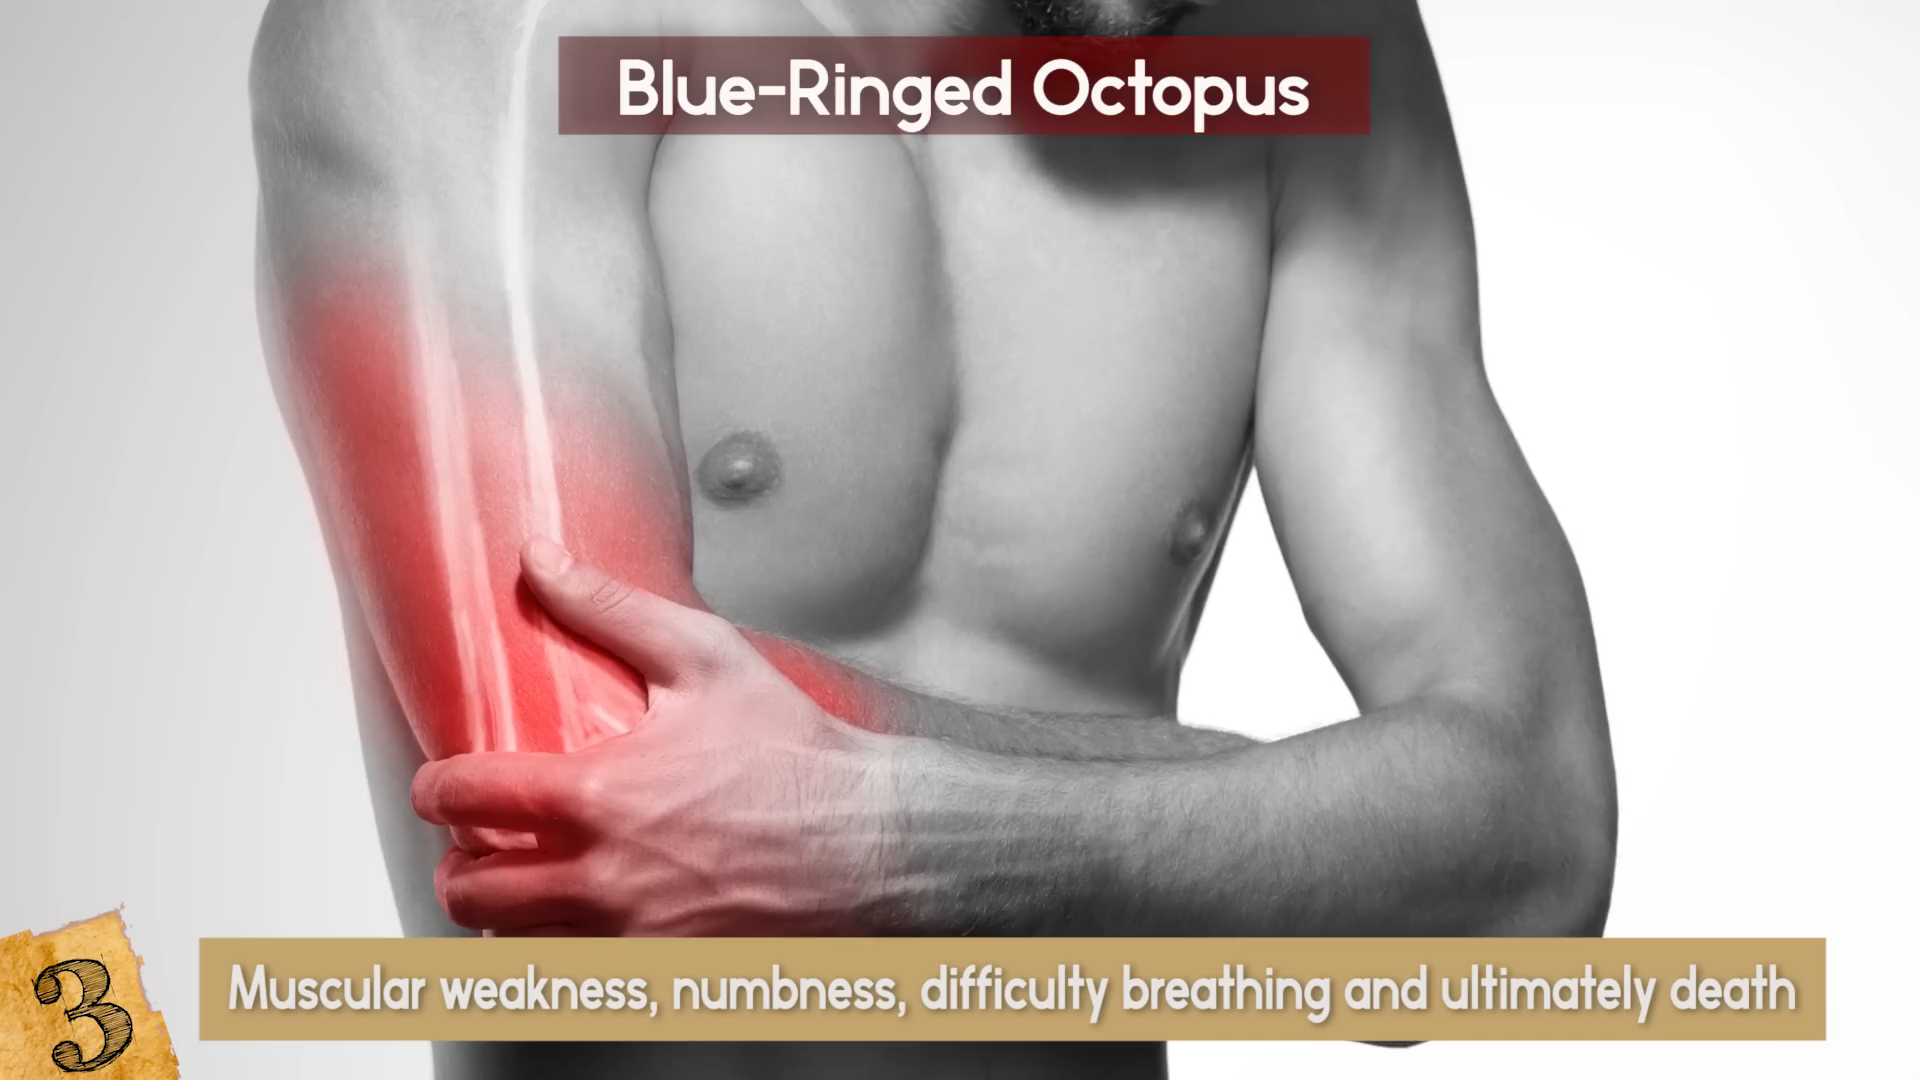 Blue-Ringed Octopus
3
Muscular weakness, numbness, difficulty breathing and ultimately death